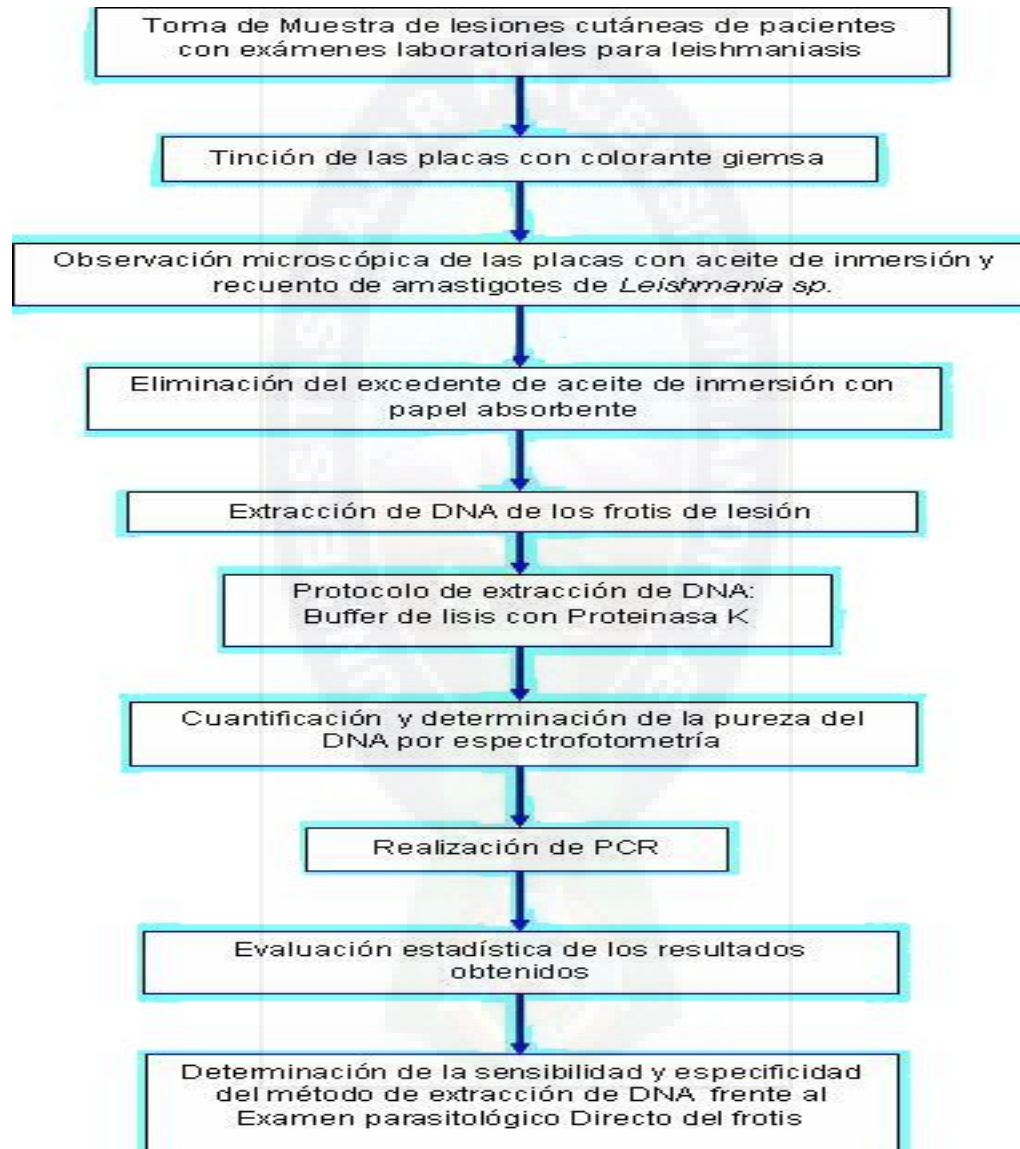 Toma de Muestra de lesiones cutáneas de pacientes
con exámenes laboratoriales para leishmaniasis
Tinción de las placas con colorante giemsa
Observación microscópica de las placas con aceite de inmersión y
recuento de amastigotes de Leishmania sp.
Eliminación del excedente de aceite de inmersión con
papel absorbente
Extracción de DNA de los frotis de lesión
Protocolo de extracción de DNA:
Buffer de lisis con Proteinasa K
Cuantificación y determinación de la pureza del
DNA por espectrofotometría
Realización de PCR
Evaluación estadística de los resultados
obtenidos
Determinación de la sensibilidad y especificidad
del método de extracción de DNA frente al
Examen parasitológico Directo del frotis